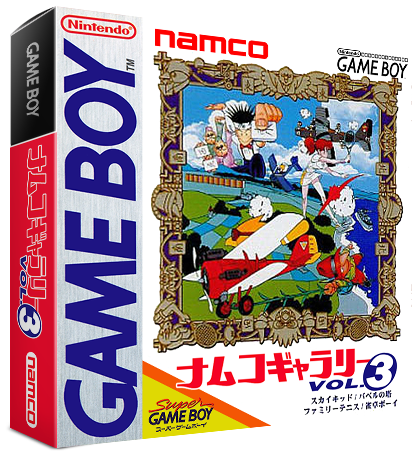 GAME BOY
ナムコギャラリー
VOL.3
namco
Nintendo
GAME BOY
TM
namco
Nintendo
GAME BOY
ナムコギャラリー
VOL.3
スカイキッド/バベルの塔
ファミリーテニス/雀卓ボーイ
Super
GAME BOY
スーパーゲームボーイ